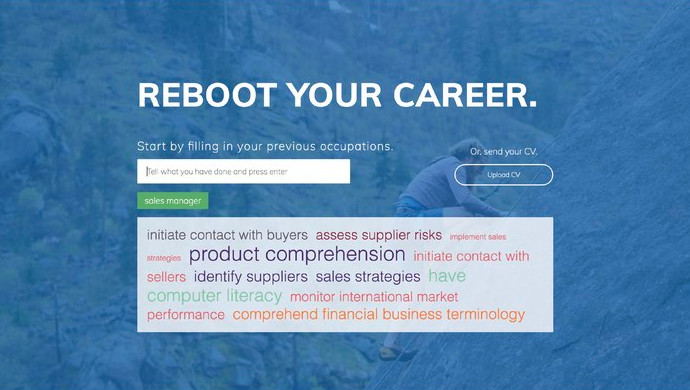 REBOOT YOUR CAREER.
Start by filling in your previous occupations.
Or, send your CV.
Tell what you have done and press enter
Upload CV
sales manager
initiate contact with buyers assess supplier risks implement sales
strategies product comprehension initiate contact with
sellers identify suppliers sales strategies have
computer literacy monitor international market
performance comprehend financial business terminology